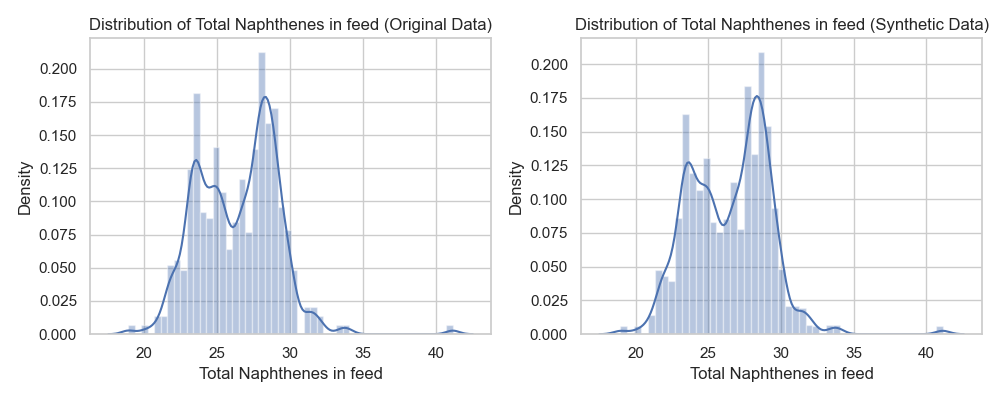 Distribution of Total Naphthenes in feed (Original Data)
0.200
0.175
0.150
0.125
0.100
0.075
0.050
0.025
0.000
Density
20 25 30 35 40
Total Naphthenes in feed
Distribution of Total Naphthenes in feed (Synthetic Data)
0.200
0.175
0.150
0.125
0.100
0.075
0.050
0.025
0.000
Density
20 25 30 35 40
Total Naphthenes in feed